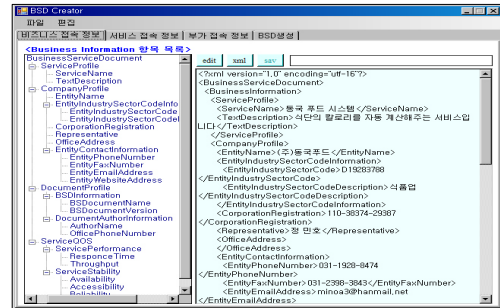 BSD Creator
파일 편집
비즈니스 접속 정보 서비스 접속 정보 부가 접속 정보 BSD생성
<Business Information 항목 목록>
edit xml sav
BusinessServiceDocument
ServiceProfile
ServiceName
TextDescription
CompanyProfile
EntityName
EntityIndustrySectorCodeInfo
EntityIndustrySectorCode
EntityIndustrySectorCodeI
CorporationRegistration
Representative
OfficeAddress
EntityContactInformation
EntityPhoneNumber
EntityFaxNumber
EntityEmailAddress
EntityWebsiteAddress
DocumentProfile
BSDInformation
BSDocumentName
BSDocumentVersion
DocumentAuthorInformation
AuthorName
OfficePhoneNumber
ServiceQOS
ServicePerformance
ResponceTime
Throughput
ServiceStability
Availability
Accessibility
Reliability
<?xml version="1.0" encoding="utf-16"?>
<BusinessServiceDocument>
<BusinessInformation>
<ServiceProfile>
<ServiceName>동국 푸드 시스템</ServiceName>
<TextDescription>식단의 칼로리를 자동 계산해주는 서비스입
니다</TextDescription>
</ServiceProfile>
<CompanyProfile>
<EntityName>(주)동국푸드</EntityName>
<EntityIndustrySectorCodeInformation>
<EntityIndustrySectorCode>D19283788
</EntityIndustrySectorCode>
<EntityIndustrySectorCodeDescription>식품업
</EntityIndustrySectorCodeDescription>
</EntityIndustrySectorCodeInformation>
<CorporationRegistration>110-38374-29387
</CorporationRegistration>
<Representative>정 민호</Representative>
<OfficeAddress>
</OfficeAddress>
<EntityContactInformation>
<EntityPhoneNumber>031-1928-8474
</EntityPhoneNumber>
<EntityFaxNumber>031-2398-3843</EntityFaxNumber>
<EntityEmailAddress>minoa3@hanmail,net
</EntityEmailAddress>